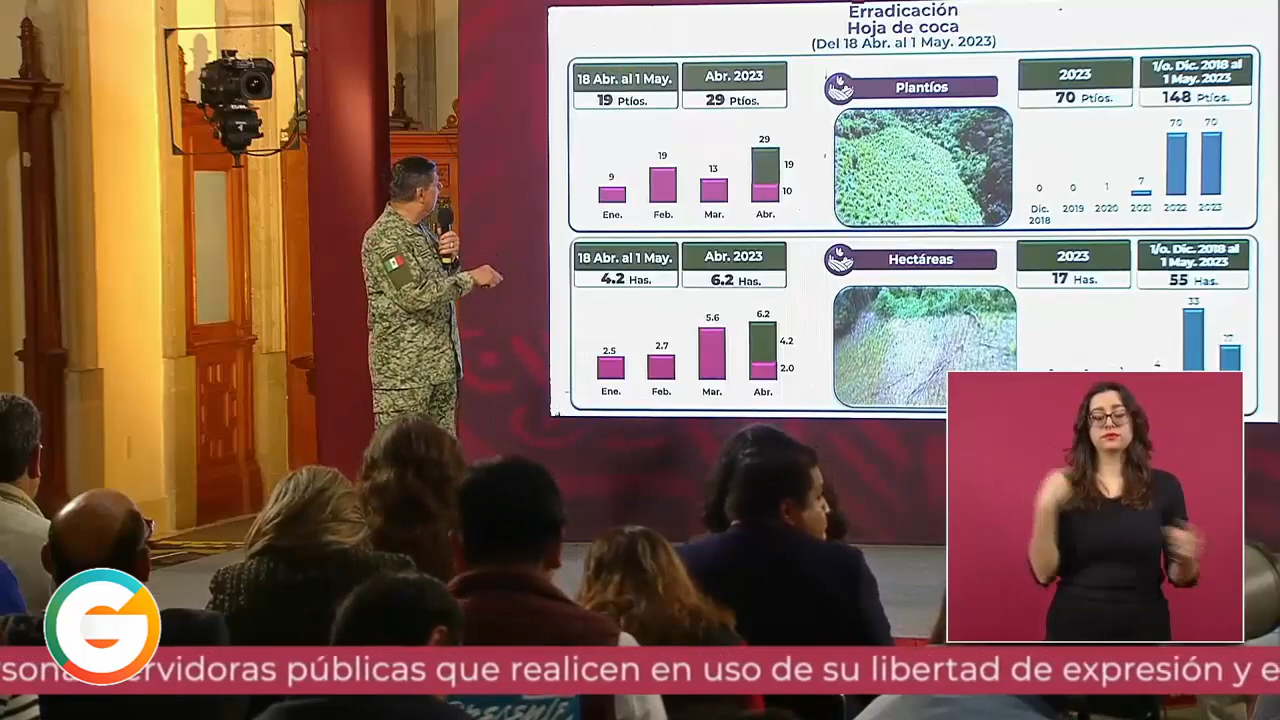 Erradicación
Hoja de coca
(Del 18 Abr. al 1 May. 2023)
18 Abr. al 1 May.
19 Ptíos.
Abr. 2023
29 Ptíos.
Plantíos
2023
70 Ptíos.
1/o. Dic. 2018 al
1 May. 2023
148 Ptíos.
9
19
13
29
19
10
Ene.
Feb.
Mar.
Abr.
0
0
1
7
70
70
Dic.
2018
2019
2020
2021
2022
2023
18 Abr. al 1 May.
4.2 Has.
Abr. 2023
6.2 Has.
Hectáreas
2023
17 Has.
1/o. Dic. 2018 al
1 May. 2023
55 Has.
2.5
2.7
5.6
6.2
4.2
2.0
Ene.
Feb.
Mar.
Abr.
4
33
G
servidoras públicas que realicen en uso de su libertad de expresión y e